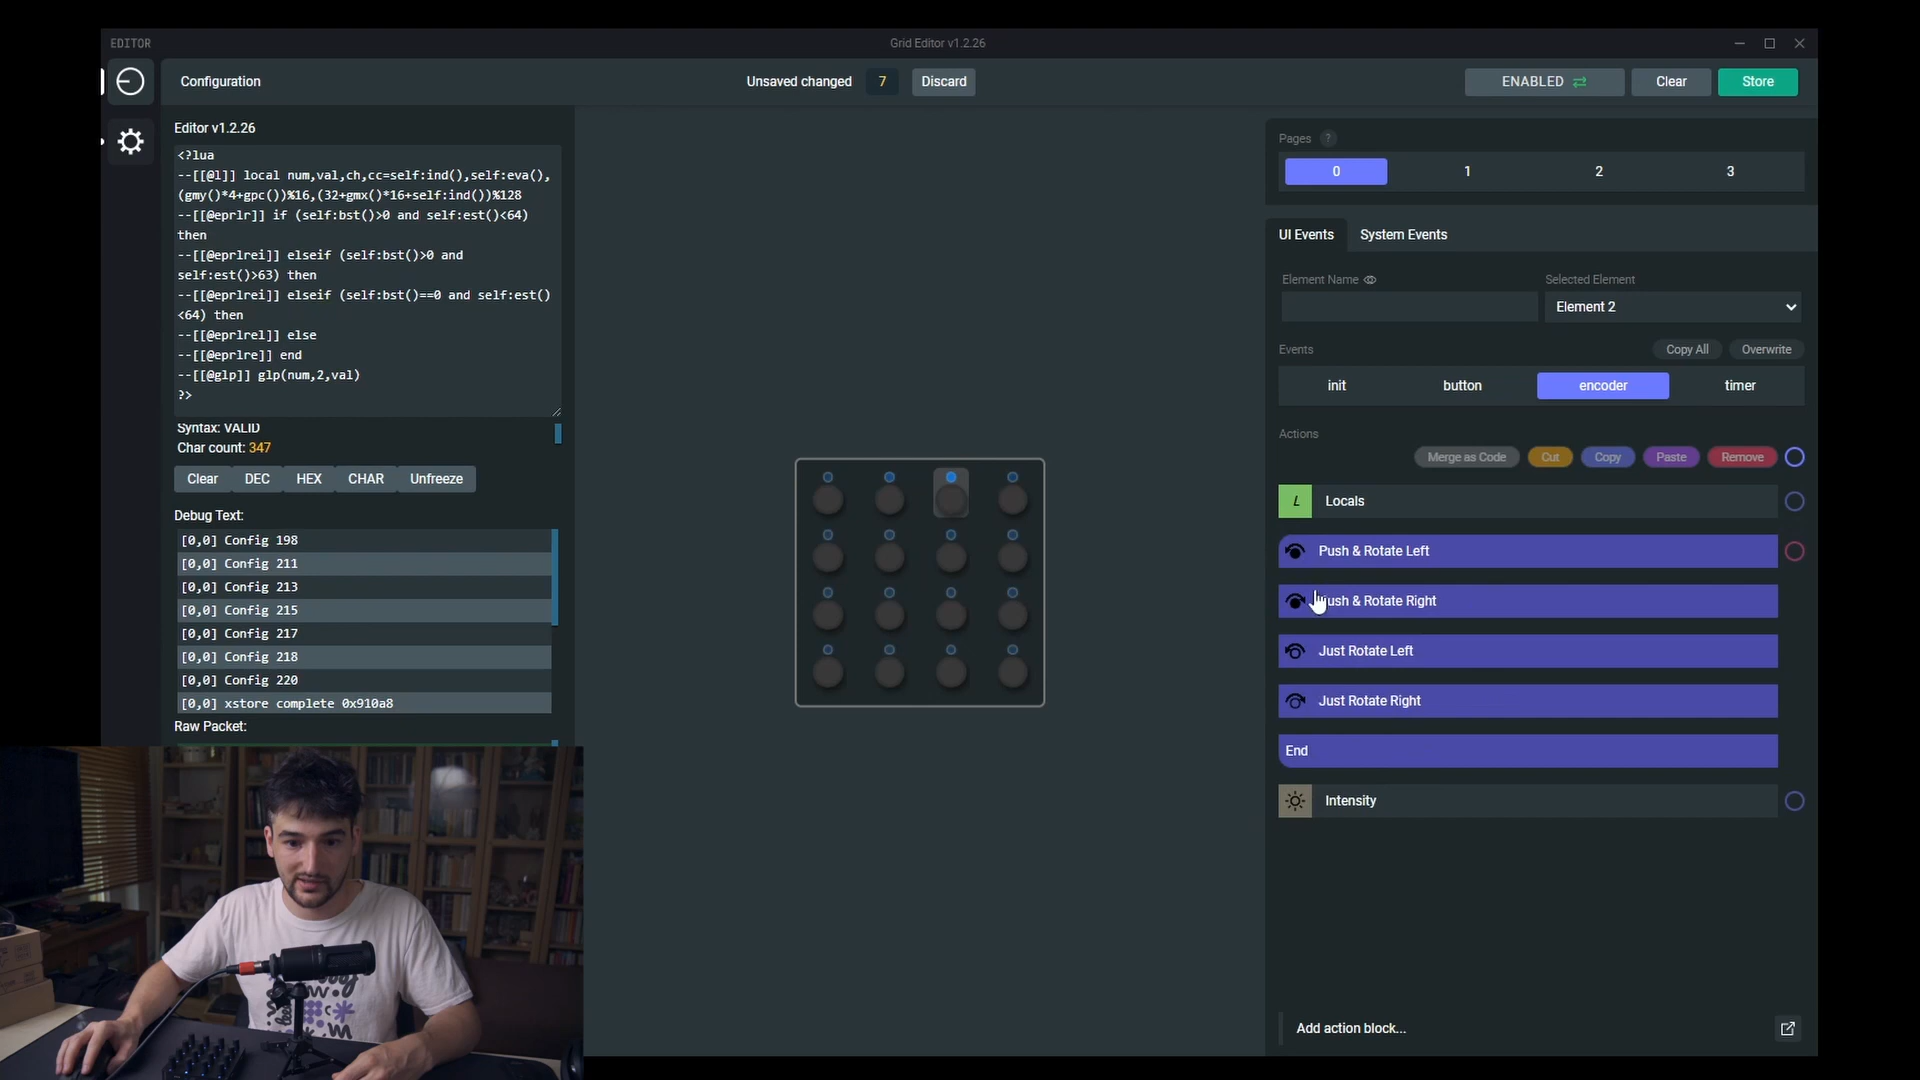 EDITOR
Grid Editor v1.2.26
Configuration
Unsaved changed 7 Discard
ENABLED Clear Store
Editor v1.2.26
<?lua
--[[@l]] local num,val,ch,cc=self:ind(),self:eva(),
(gmy()*4+gpc())%16,(32+gmx()*16+self:ind())%128
--[[@eprlr]] if (self:bst()>0 and self:est()<64)
then
--[[@eprlrei]] elseif (self:bst()>0 and
self:est()>63) then
--[[@eprlrei]] elseif (self:bst()==0 and self:est()
<64) then
--[[@eprlrel]] else
--[[@eprlre]] end
--[[@glp]] glp(num,2,val)
?>
Syntax: VALID
Char count: 347
Clear DEC HEX CHAR Unfreeze
Debug Text:
[0,0] Config 198
[0,0] Config 211
[0,0] Config 213
[0,0] Config 215
[0,0] Config 217
[0,0] Config 218
[0,0] Config 220
[0,0] xstore complete 0x910a8
Raw Packet:
Pages ?
0 1 2 3
UI Events System Events
Element Name Selected Element
Element 2
Events Copy All Overwrite
init button encoder timer
Actions
Merge as Code Cut Copy Paste Remove
L Locals
Push & Rotate Left
Push & Rotate Right
Just Rotate Left
Just Rotate Right
End
Intensity
Add action block...